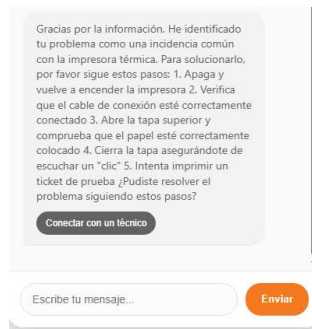 Gracias por la información. He identificado
tu problema como una incidencia común
con la impresora térmica. Para solucionarlo,
por favor sigue estos pasos: 1. Apaga y
vuelve a encender la impresora 2. Verifica
que el cable de conexión esté correctamente
conectado 3. Abre la tapa superior y
comprueba que el papel esté correctamente
colocado 4. Cierra la tapa asegurándote de
escuchar un "clic" 5. Intenta imprimir un
ticket de prueba ¿Pudiste resolver el
problema siguiendo estos pasos?
Conectar con un técnico
Escribe tu mensaje...
Enviar